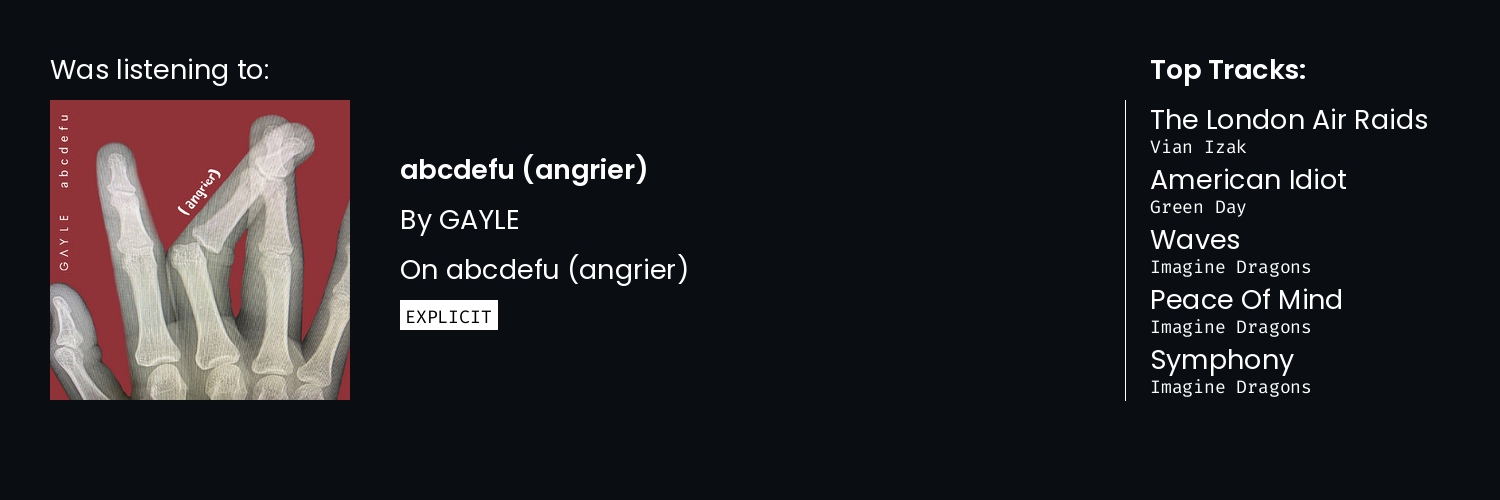 Was listening to:
GAYLE abcdefu
(angrier)
abcdefu (angrier)
By GAYLE
On abcdefu (angrier)
EXPLICIT
Top Tracks:
The London Air Raids
Vian Izak
American Idiot
Green Day
Waves
Imagine Dragons
Peace Of Mind
Imagine Dragons
Symphony
Imagine Dragons